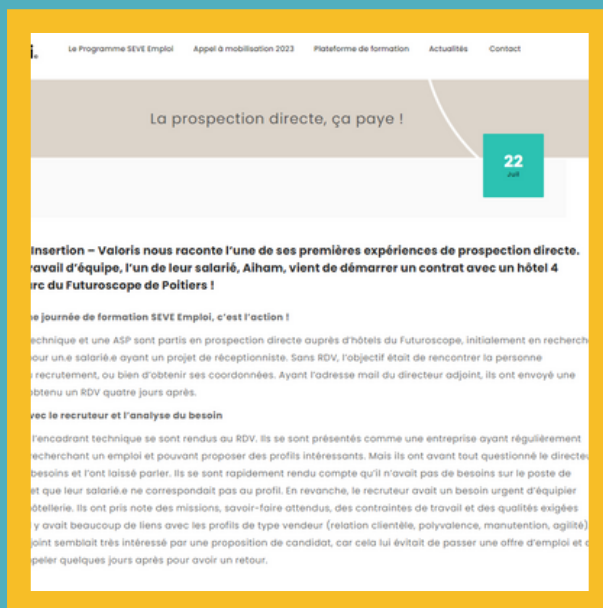 i.
Le Programme SEVE Emploi Appel à mobilisation 2023 Plateforme de formation Actualités Contact
La prospection directe, ça paye !
22
Juil
Insertion – Valoris nous raconte l'une de ses premières expériences de prospection directe.
ravail d'équipe, l'un de leur salarié, Aiham, vient de démarrer un contrat avec un hôtel 4
rc du Futuroscope de Poitiers !
ne journée de formation SEVE Emploi, c'est l'action !
echnique et une ASP sont partis en prospection directe auprès d'hôtels du Futuroscope, initialement en recherch
pour un.e salarié.e ayant un projet de réceptionniste. Sans RDV, l'objectif était de rencontrer la personne
recrutement, ou bien d'obtenir ses coordonnées. Ayant l'adresse mail du directeur adjoint, ils ont envoyé une
obtenu un RDV quatre jours après.
vec le recruteur et l'analyse du besoin
l'encadrant technique se sont rendus au RDV. Ils se sont présentés comme une entreprise ayant régulièrement
recherchant un emploi et pouvant proposer des profils intéressants. Mais ils ont avant tout questionné le directeu
besoins et l'ont laissé parler. Ils se sont rapidement rendu compte qu'il n'avait pas de besoins sur le poste de
et que leur salarié.e ne correspondait pas au profil. En revanche, le recruteur avait un besoin urgent d'équipier
hôtellerie. Ils ont pris note des missions, savoir-faire attendus, des contraintes de travail et des qualités exigées
y avait beaucoup de liens avec les profils de type vendeur (relation clientèle, polyvalence, manutention, agilité)
joint semblait très intéressé par une proposition de candidat, car cela lui évitait de passer une offre d'emploi et d
peler quelques jours après pour avoir un retour.